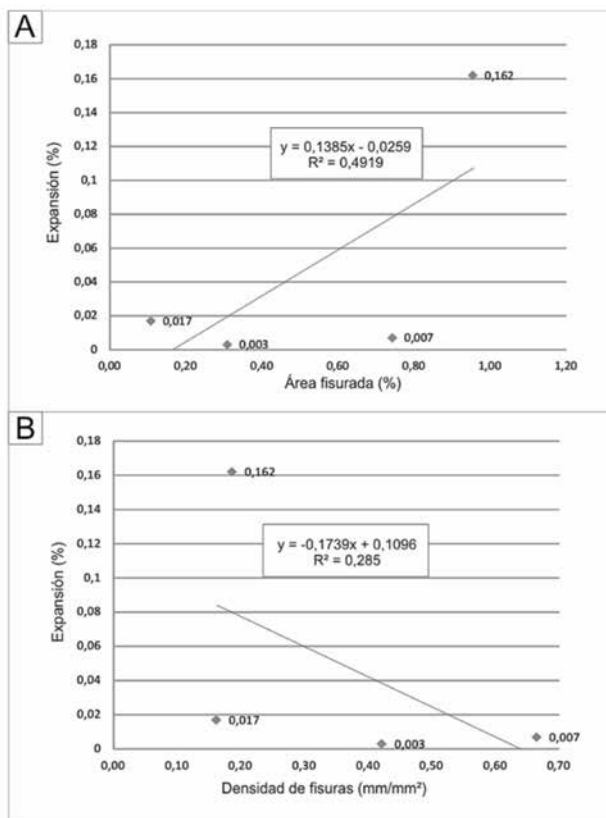 A
0,18
0,16
0,14
0,12
0,1
0,08
0,06
0,04
0,02
0
Expansión (%)
0,162
y = 0,1385x - 0,0259
R² = 0,4919
0,017
0,003
0,007
0,00 0,20 0,40 0,60 0,80 1,00 1,20
Área fisurada (%)
B
0,18
0,16
0,14
0,12
0,1
0,08
0,06
0,04
0,02
0
Expansión (%)
0,162
y = -0,1739x + 0,1096
R² = 0,285
0,017
0,003
0,007
0,00 0,10 0,20 0,30 0,40 0,50 0,60 0,70
Densidad de fisuras (mm/mm²)